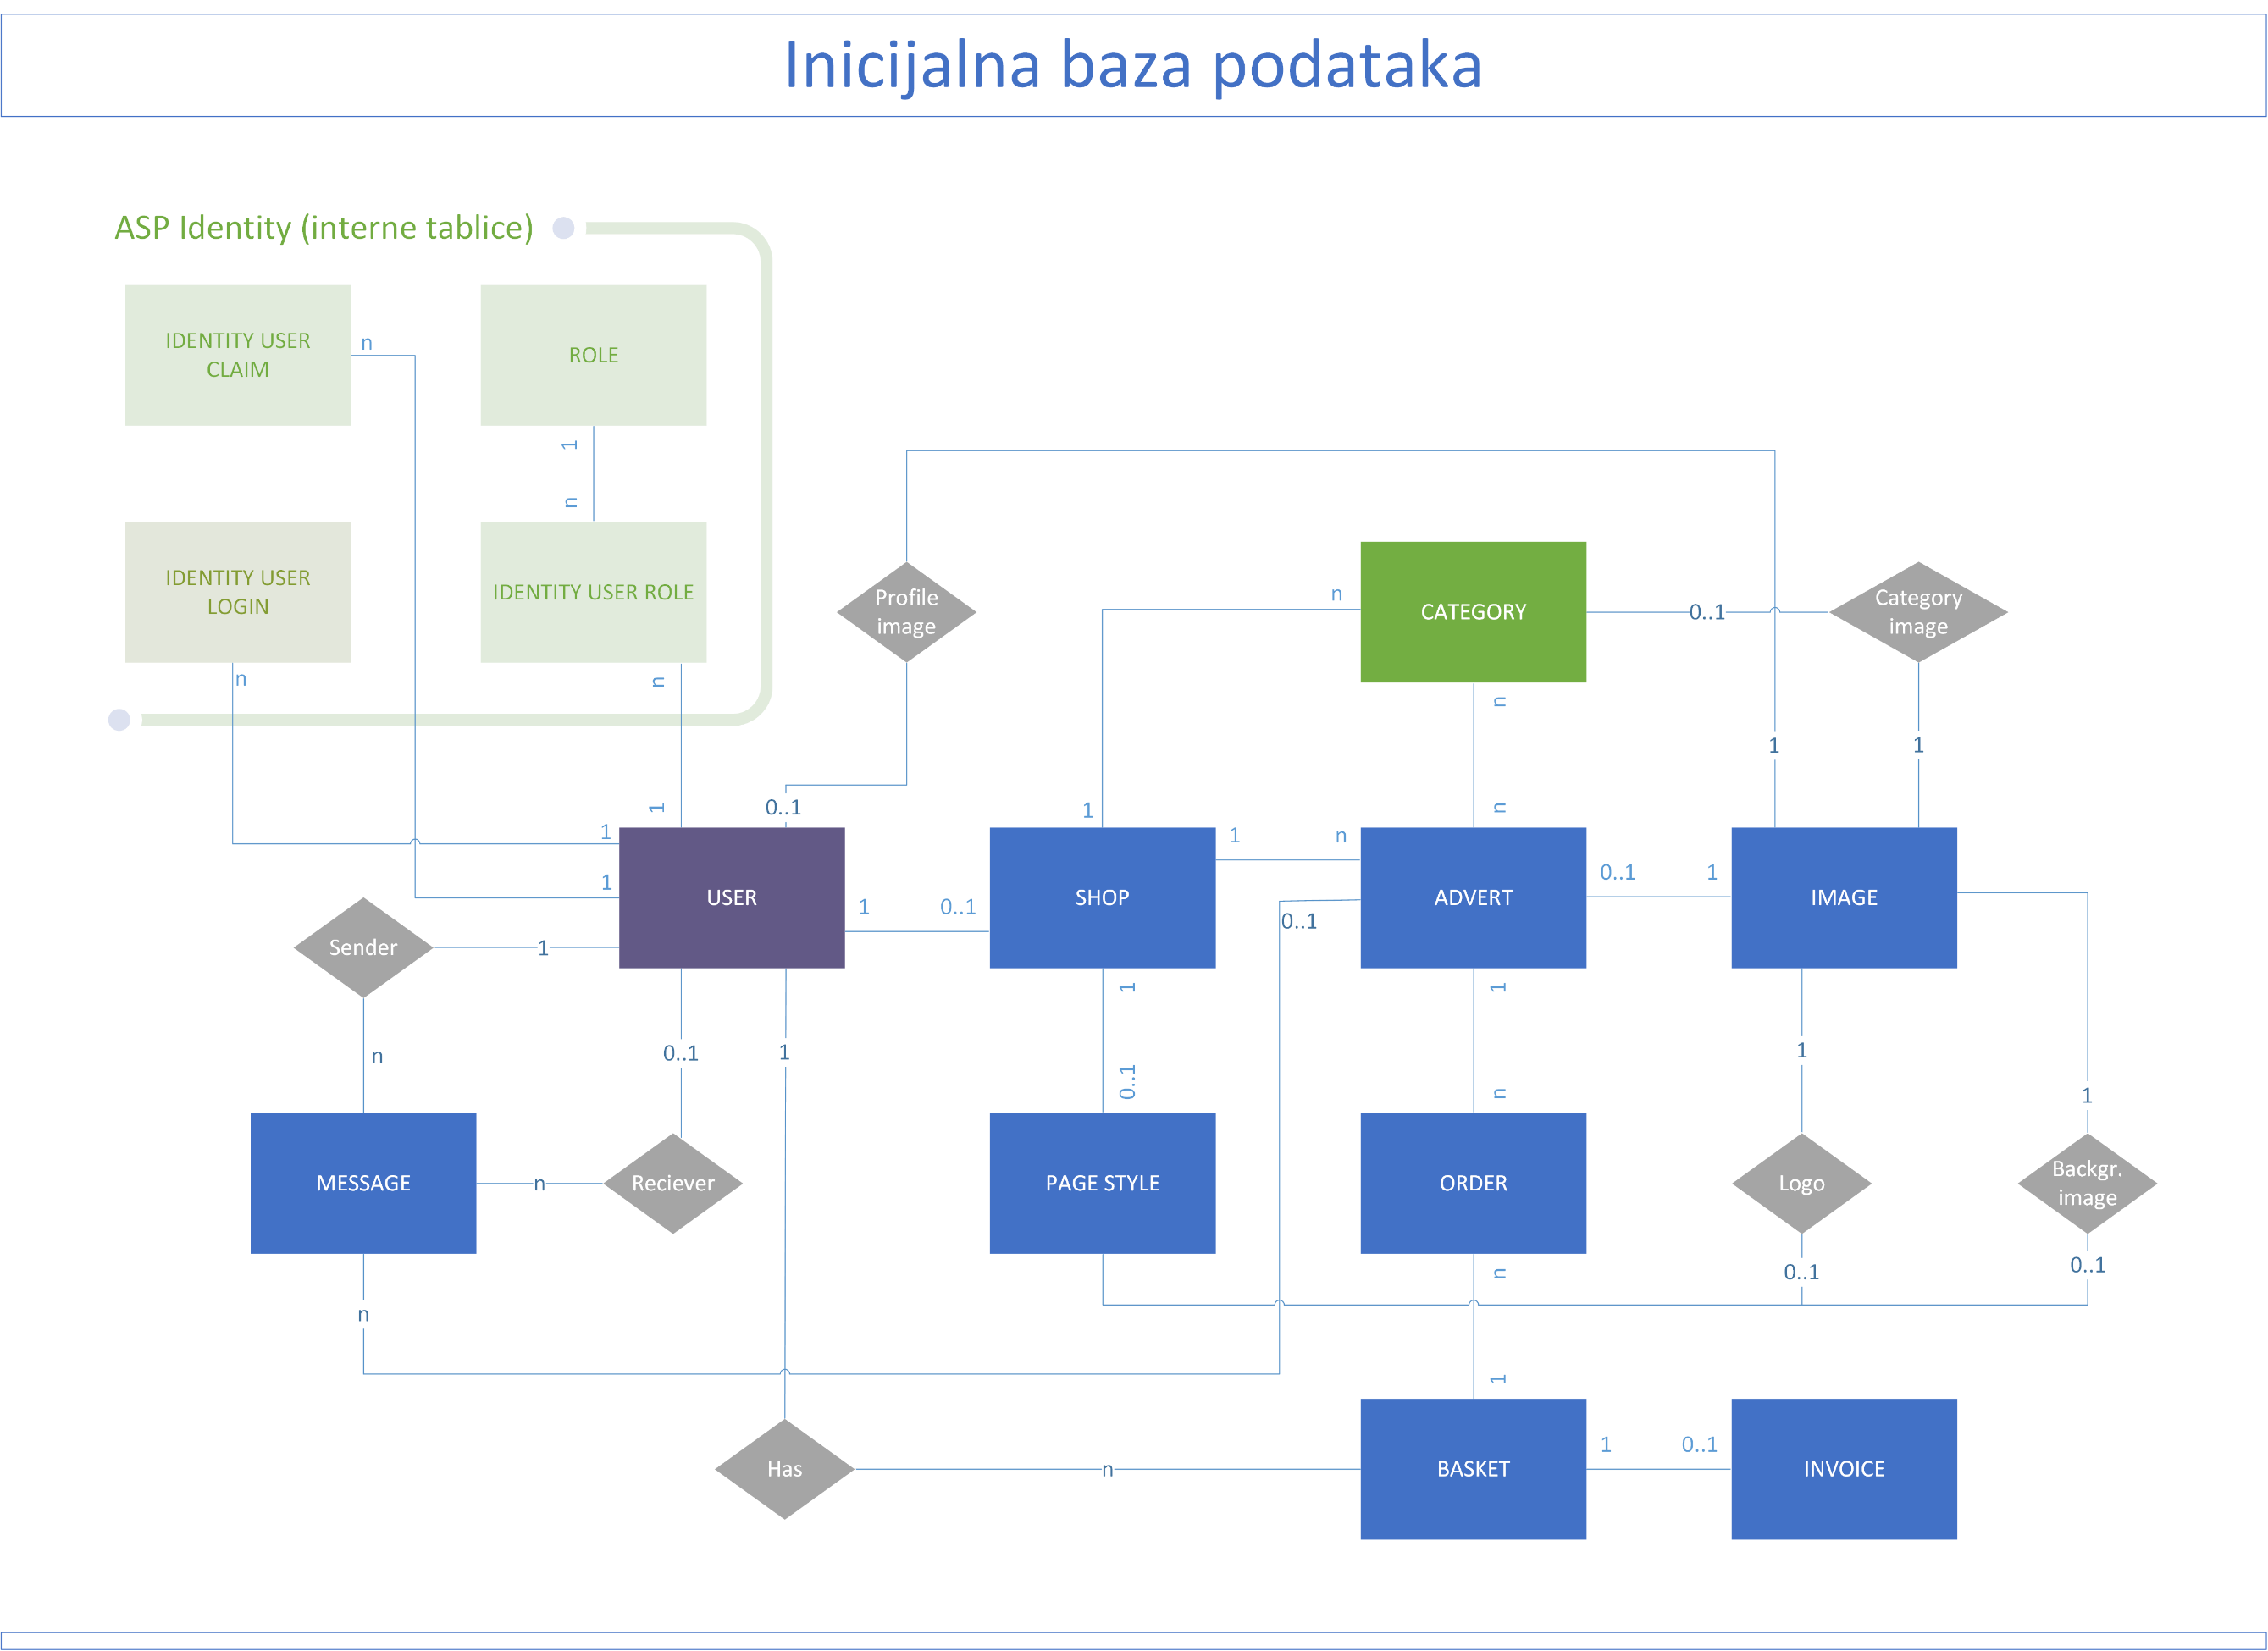 Inicijalna baza podataka
ASP Identity (interne tablice)
IDENTITY USER
CLAIM
n
ROLE
1
n
IDENTITY USER
LOGIN
n
IDENTITY USER ROLE
n
1
Profile
image
0..1
1
CATEGORY
n
0..1
Category
image
1
n
n
1
1
1
USER
1
0..1
SHOP
1
n
ADVERT
0..1
0..1
1
IMAGE
Sender
1
n
0..1
1
1
0..1
1
n
1
1
MESSAGE
n
Reciever
PAGE STYLE
ORDER
Logo
Backgr.
image
n
n
0..1
0..1
1
Has
n
BASKET
1
0..1
INVOICE